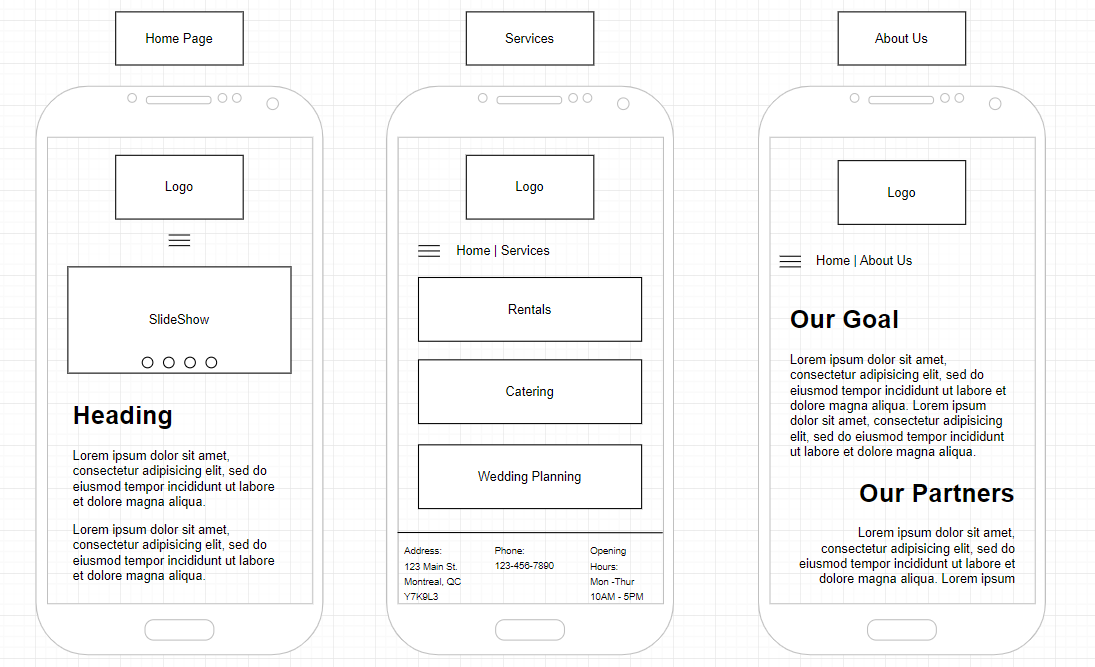 Home Page
Logo
SlideShow
Heading
Lorem ipsum dolor sit amet,
consectetur adipisicing elit, sed do
eiusmod tempor incididunt ut labore
et dolore magna aliqua.
Lorem ipsum dolor sit amet,
consectetur adipisicing elit, sed do
eiusmod tempor incididunt ut labore
et dolore magna aliqua.
Services
Logo
Home | Services
Rentals
Catering
Wedding Planning
Address:
123 Main St.
Montreal, QC
Y7K9L3
Phone:
123-456-7890
Opening
Hours:
Mon -Thur
10AM - 5PM
About Us
Logo
Home | About Us
Our Goal
Lorem ipsum dolor sit amet,
consectetur adipisicing elit, sed do
eiusmod tempor incididunt ut labore et
dolore magna aliqua. Lorem ipsum
dolor sit amet, consectetur adipisicing
elit, sed do eiusmod tempor incididunt
ut labore et dolore magna aliqua.
Our Partners
Lorem ipsum dolor sit amet,
consectetur adipisicing elit, sed do
eiusmod tempor incididunt ut labore et
dolore magna aliqua. Lorem ipsum